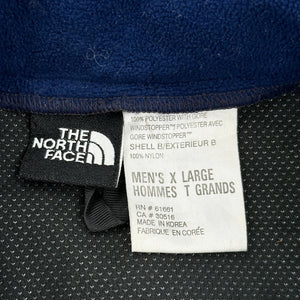 THE
NORTH
FACE
100% POLYESTER WITH GORE
WINDSTOPPER™/ POLYESTER AVEC
GORE WINDSTOPPER™
SHELL B/EXTERIEUR B
100% NYLON
MEN'S X LARGE
HOMMES T GRANDS
RN # 61661
CA # 30516
MADE IN KOREA
FABRIQUE EN CORÉE